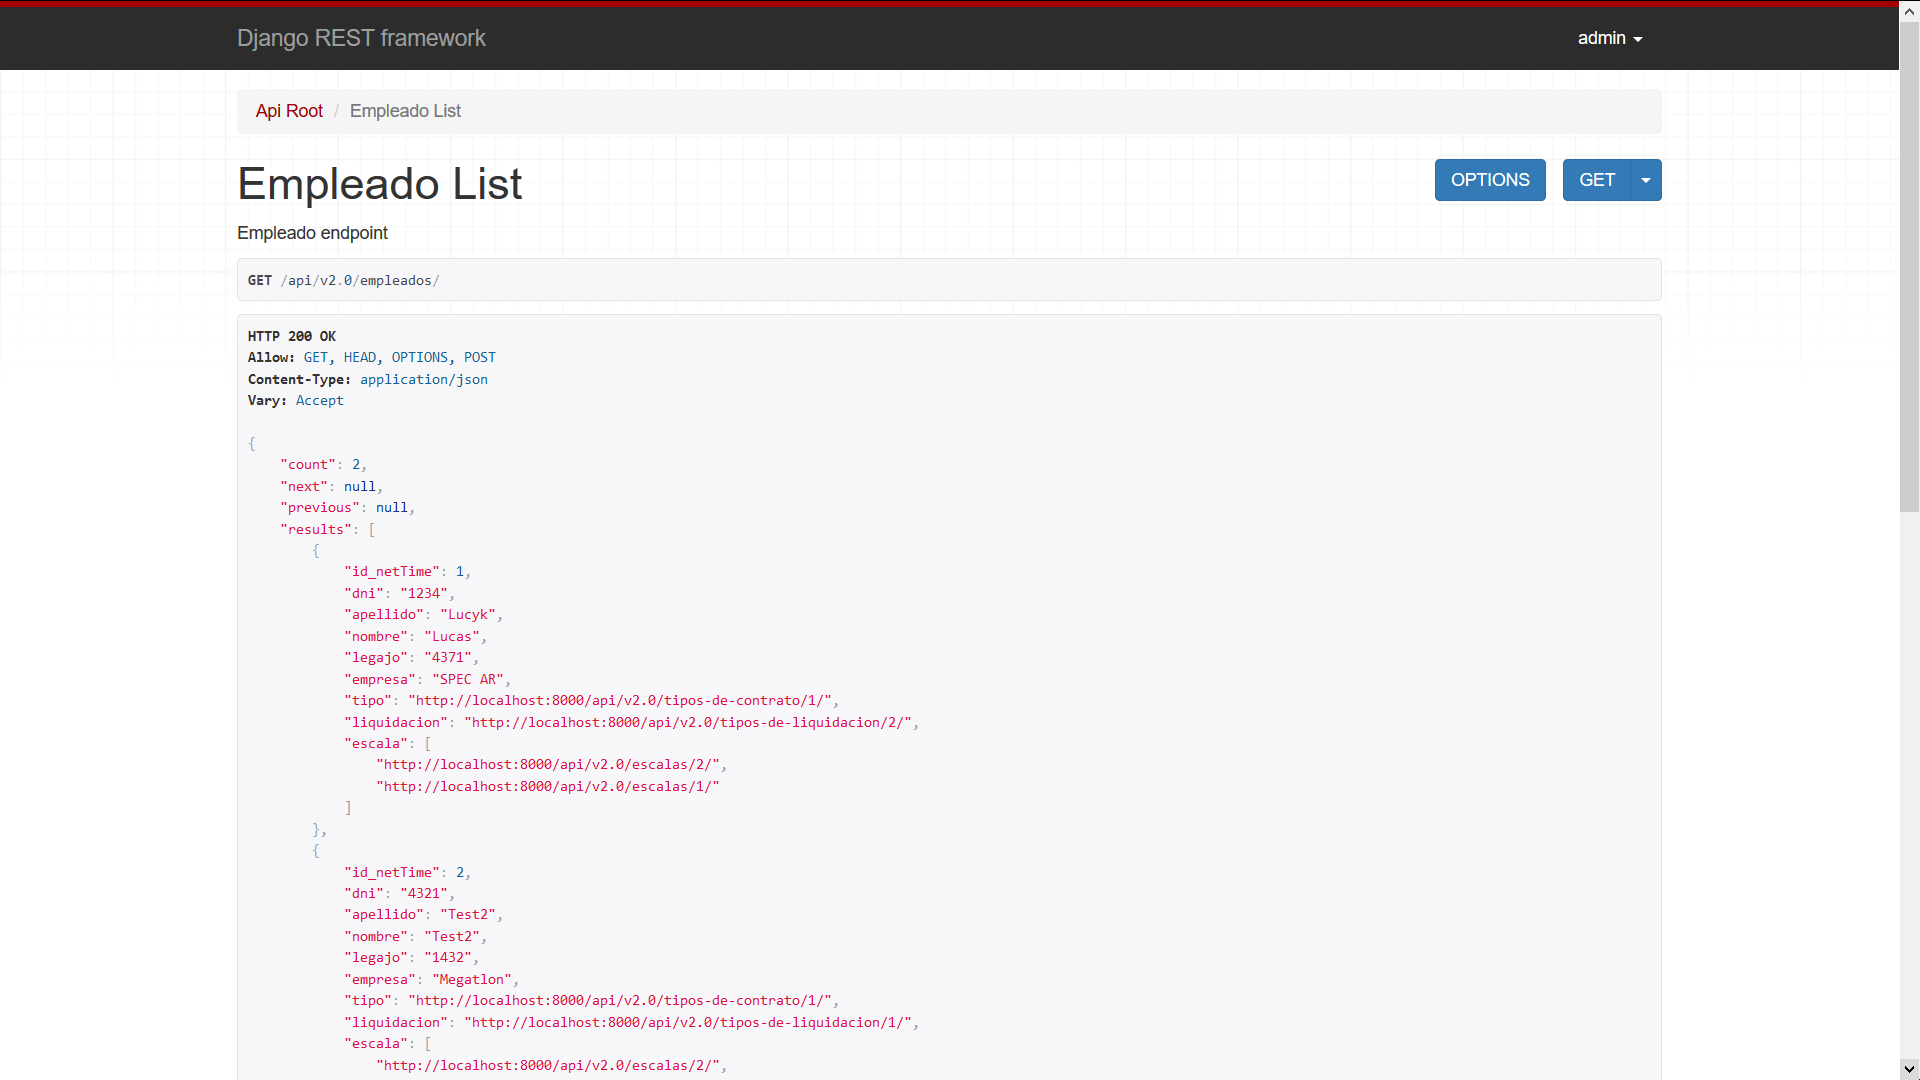 Django REST framework
admin
Api Root / Empleado List
Empleado List
OPTIONS GET
Empleado endpoint
GET /api/v2.0/empleados/
HTTP 200 OK
Allow: GET, HEAD, OPTIONS, POST
Content-Type: application/json
Vary: Accept
{
"count": 2,
"next": null,
"previous": null,
"results": [
{
"id_netTime": 1,
"dni": "1234",
"apellido": "Lucyk",
"nombre": "Lucas",
"legajo": "4371",
"empresa": "SPEC AR",
"tipo": "http://localhost:8000/api/v2.0/tipos-de-contrato/1/",
"liquidacion": "http://localhost:8000/api/v2.0/tipos-de-liquidacion/2/",
"escala": [
"http://localhost:8000/api/v2.0/escalas/2/",
"http://localhost:8000/api/v2.0/escalas/1/"
]
},
{
"id_netTime": 2,
"dni": "4321",
"apellido": "Test2",
"nombre": "Test2",
"legajo": "1432",
"empresa": "Megatlon",
"tipo": "http://localhost:8000/api/v2.0/tipos-de-contrato/1/",
"liquidacion": "http://localhost:8000/api/v2.0/tipos-de-liquidacion/1/",
"escala": [
"http://localhost:8000/api/v2.0/escalas/2/",